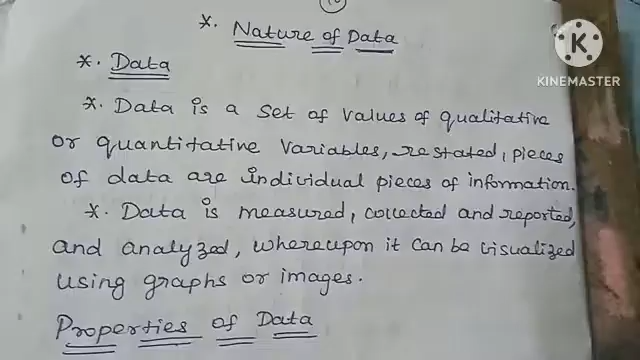 *. Nature of Data
KINEMASTER
*. Data
*. Data is a set of values of qualitative
or quantitative variables, restated, pieces
of data are individual pieces of information.
*. Data is measured, collected and reported,
and analyzed, whereupon it can be visualized
using graphs or images.
Properties of Data